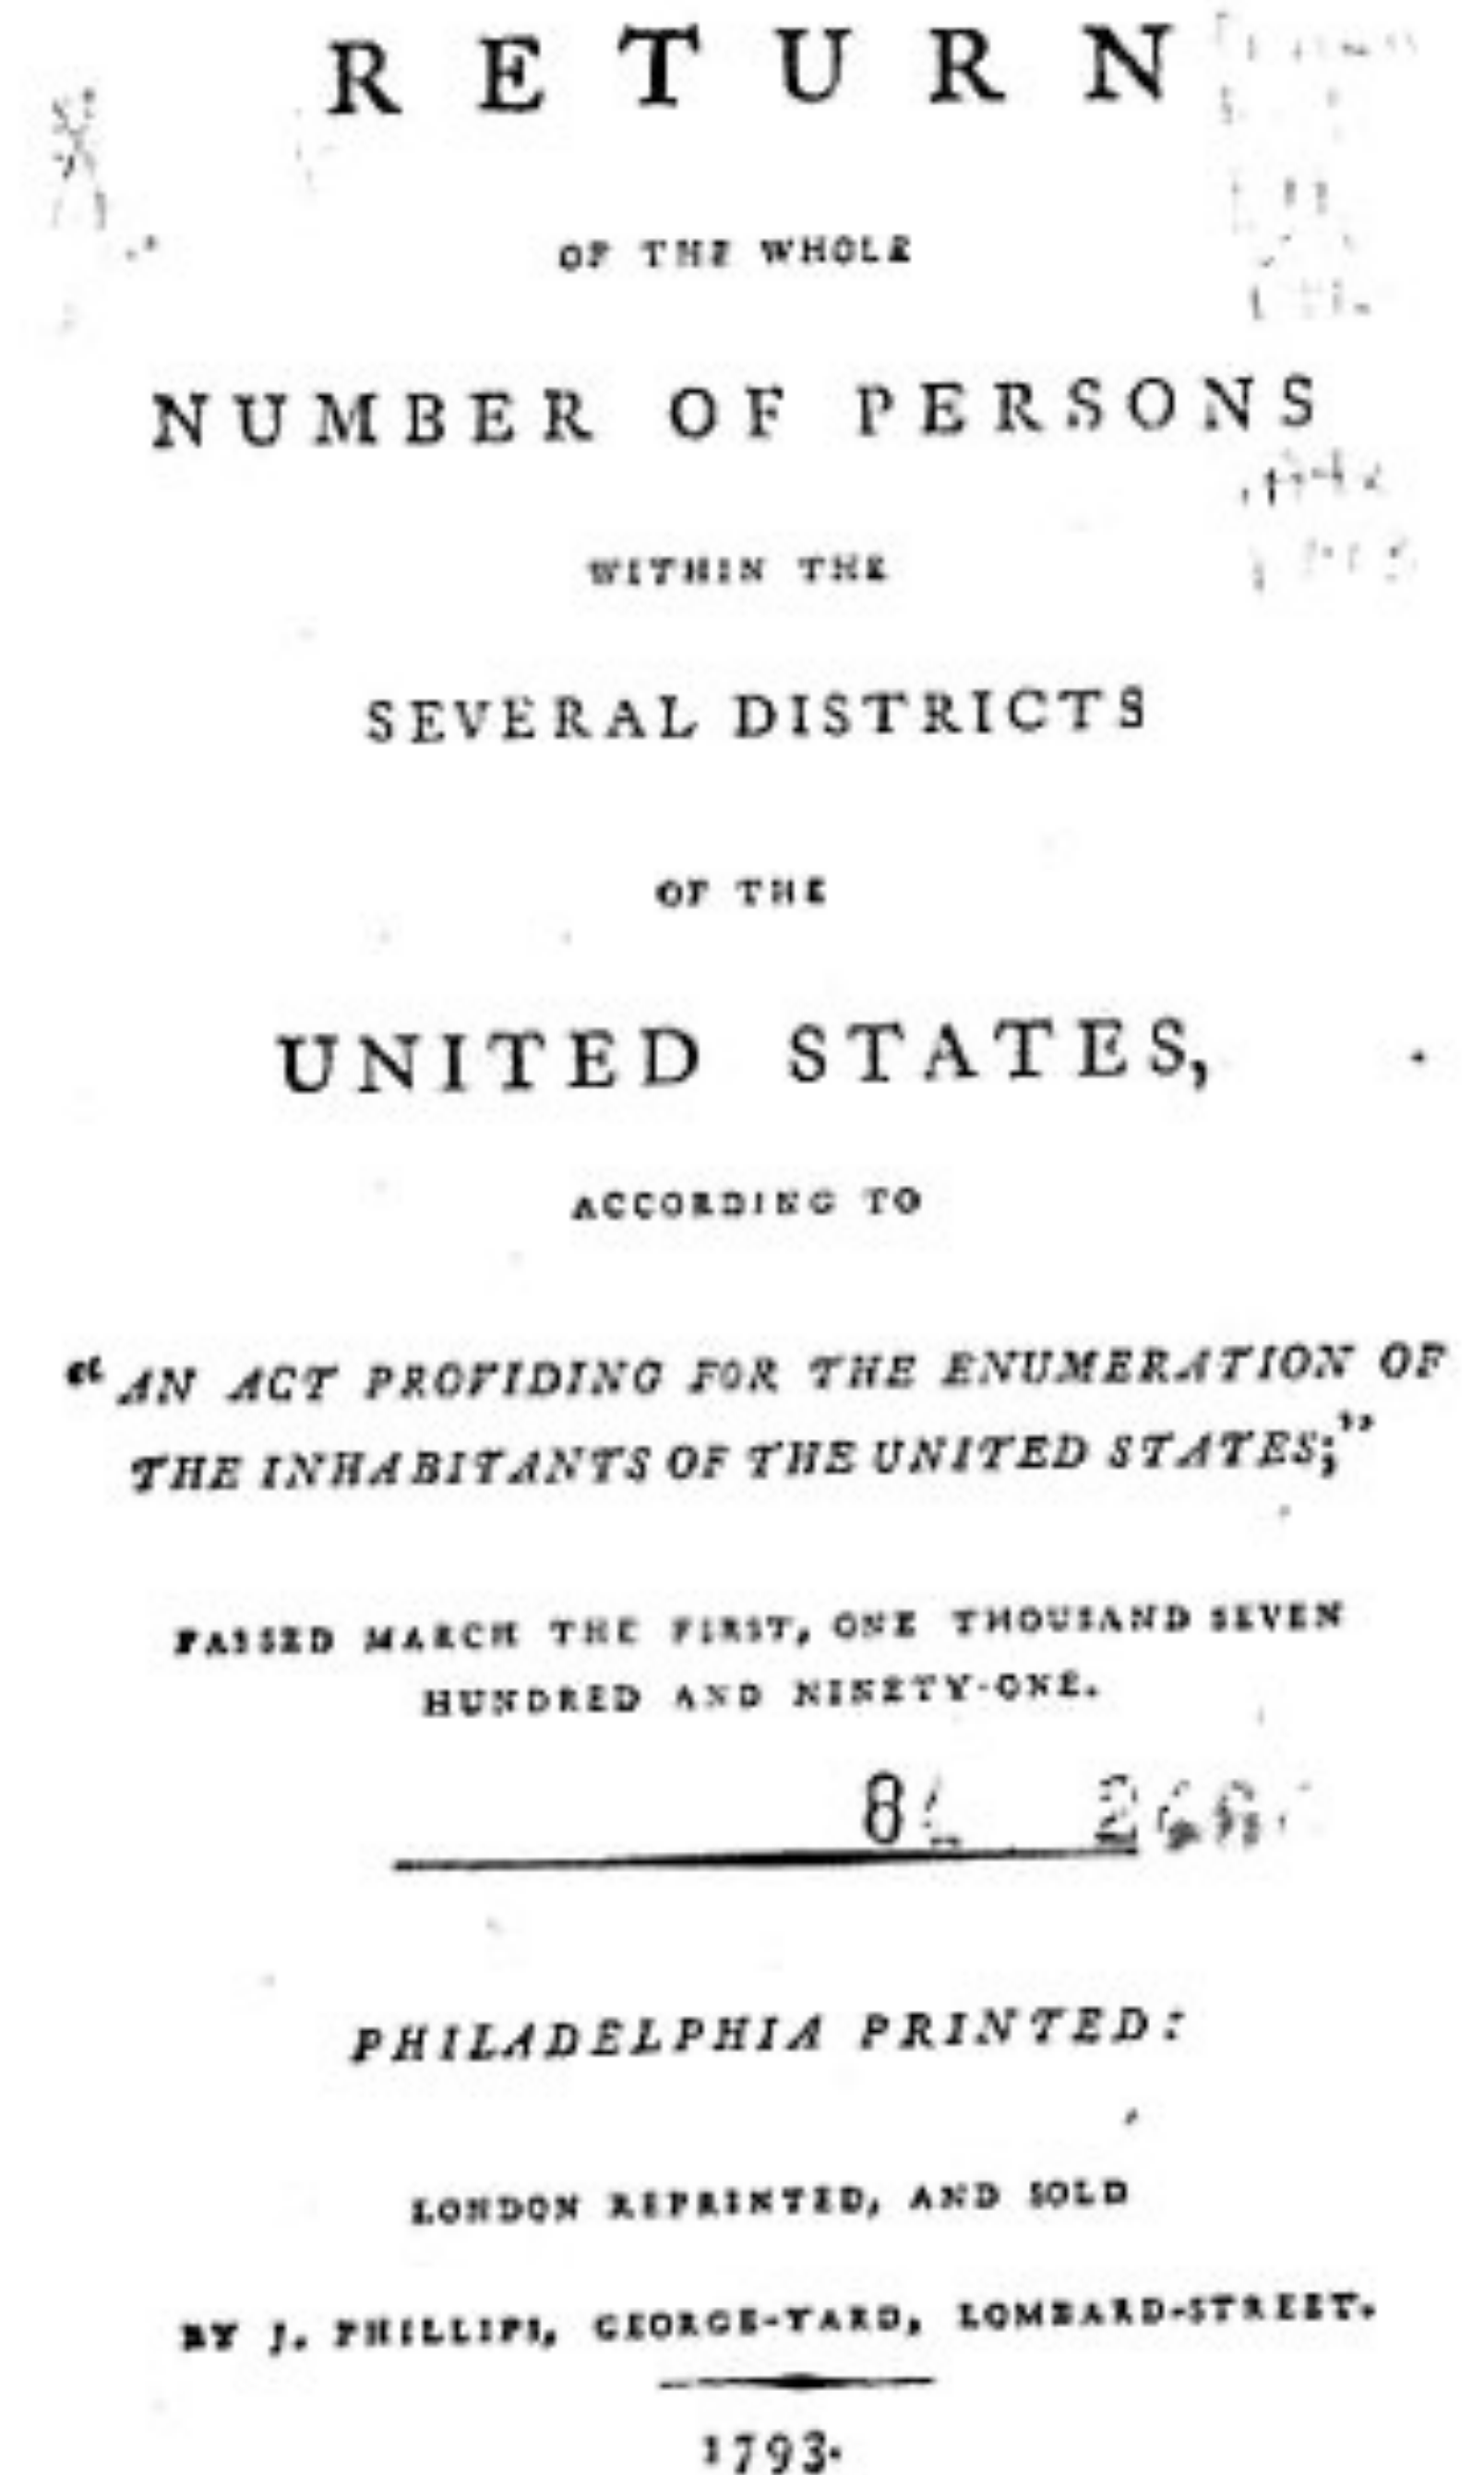 RETURN
OF THE WHOLE
NUMBER OF PERSONS
WITHIN THE
SEVERAL DISTRICTS
OF THE
UNITED STATES,
ACCORDING TO
“AN ACT PROVIDING FOR THE ENUMERATION OF
THE INHABITANTS OF THE UNITED STATES;”
PASSED MARCH THE FIRST, ONE THOUSAND SEVEN
HUNDRED AND NINETY-ONE.
PHILADELPHIA PRINTED:
LONDON REPRINTED, AND SOLD
BY J. PHILLIPS, GEORGE-YARD, LOMBARD-STREET.
1793.